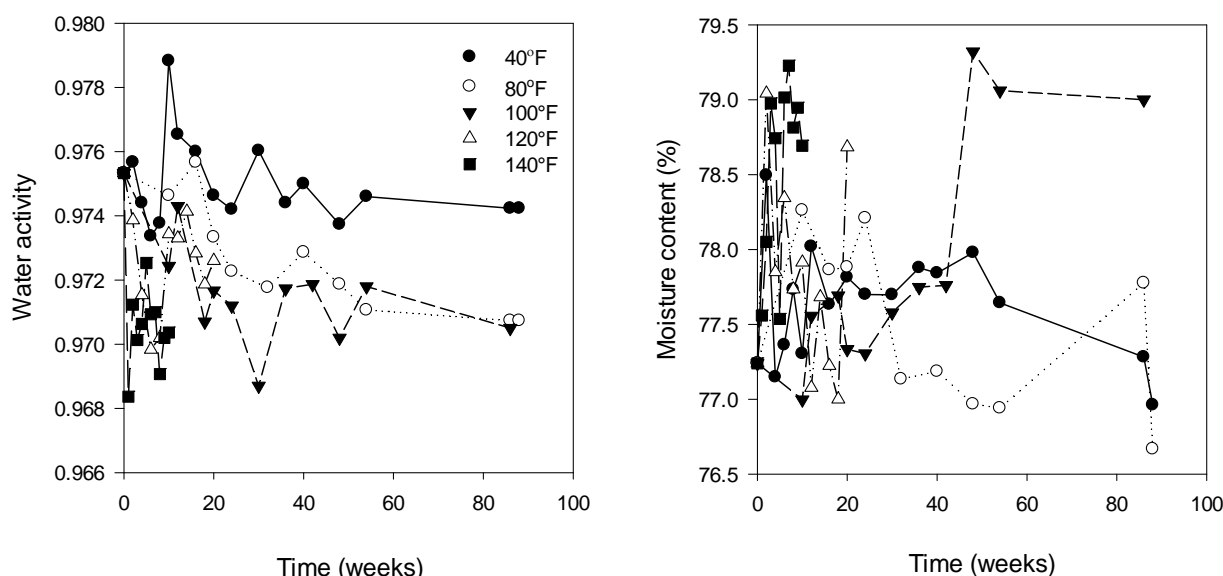 0.980
0.978
0.976
0.974
0.972
0.970
0.968
0.966
Water activity
0 20 40 60 80 100
Time (weeks)
40°F
80°F
100°F
120°F
140°F
79.5
79.0
78.5
78.0
77.5
77.0
76.5
Moisture content (%)
0 20 40 60 80 100
Time (weeks)